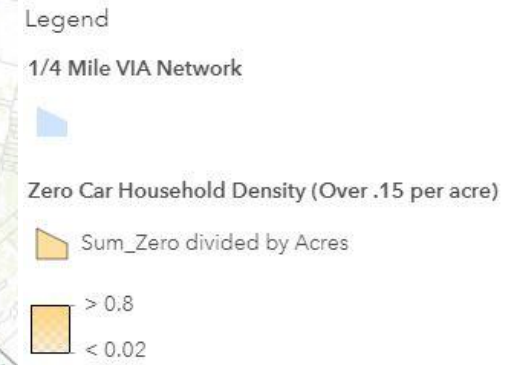 Legend
1/4 Mile VIA Network
Zero Car Household Density (Over .15 per acre)
Sum_Zero divided by Acres
> 0.8
< 0.02